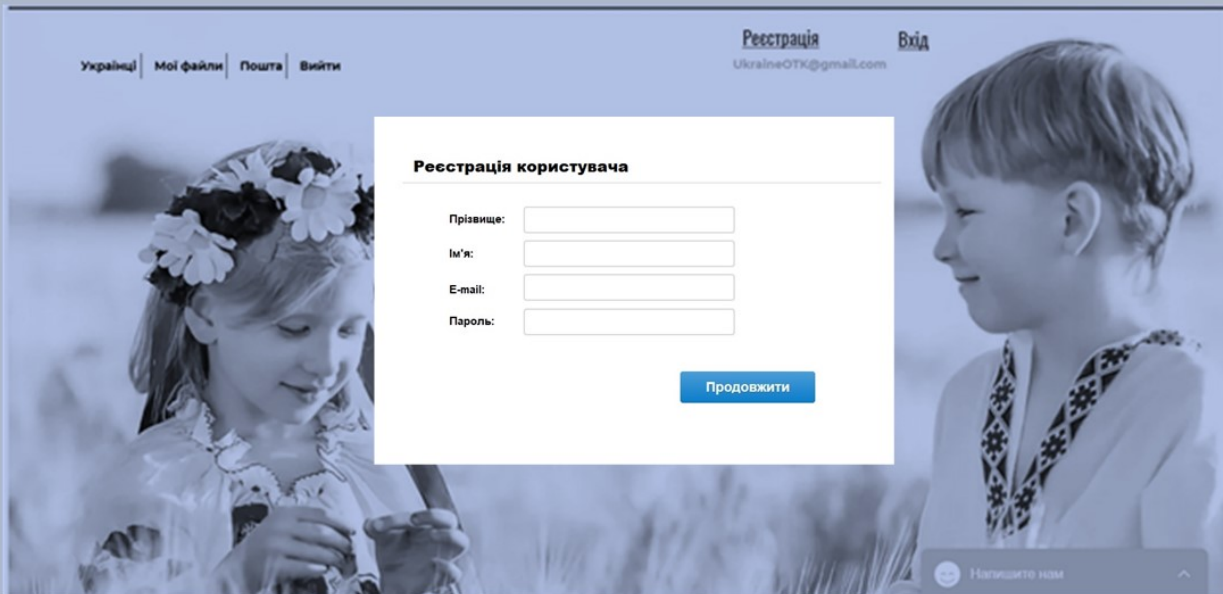 Реєстрація Вхід
Українці Мої файли Пошта Вийти
UkraineOTK@gmail.com
Реєстрація користувача
Прізвище:
Ім'я:
E-mail:
Пароль:
Продовжити
Напишите нам